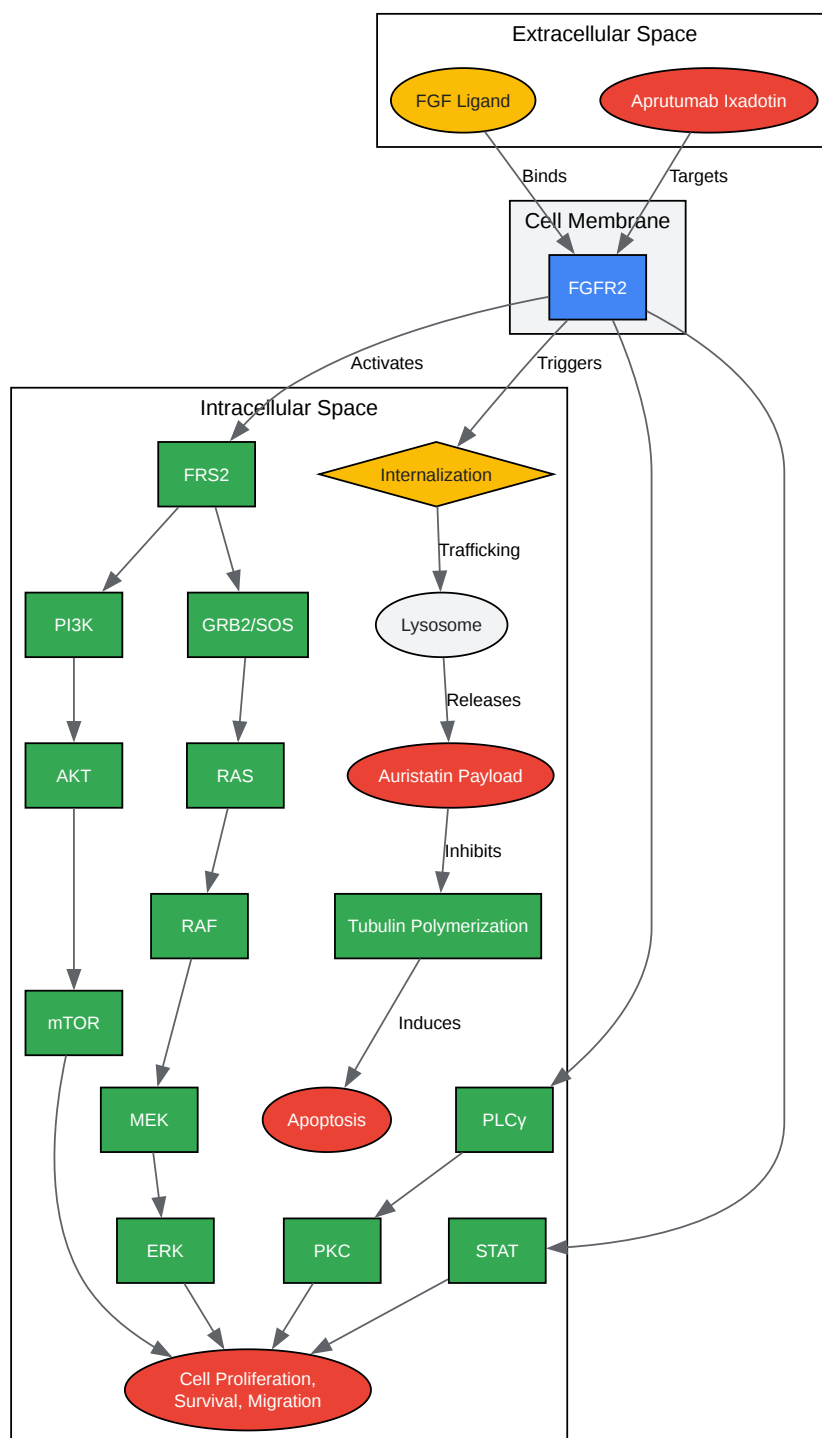 Extracellular Space
FGF Ligand
Aprutumab Ixadotin
Binds
Targets
Cell Membrane
FGFR2
Activates
Triggers
Intracellular Space
FRS2
Internalization
Trafficking
PI3K
GRB2/SOS
Lysosome
Releases
AKT
RAS
Auristatin Payload
Inhibits
RAF
Tubulin Polymerization
mTOR
Induces
MEK
Apoptosis
PLCγ
ERK
PKC
STAT
Cell Proliferation,
Survival, Migration